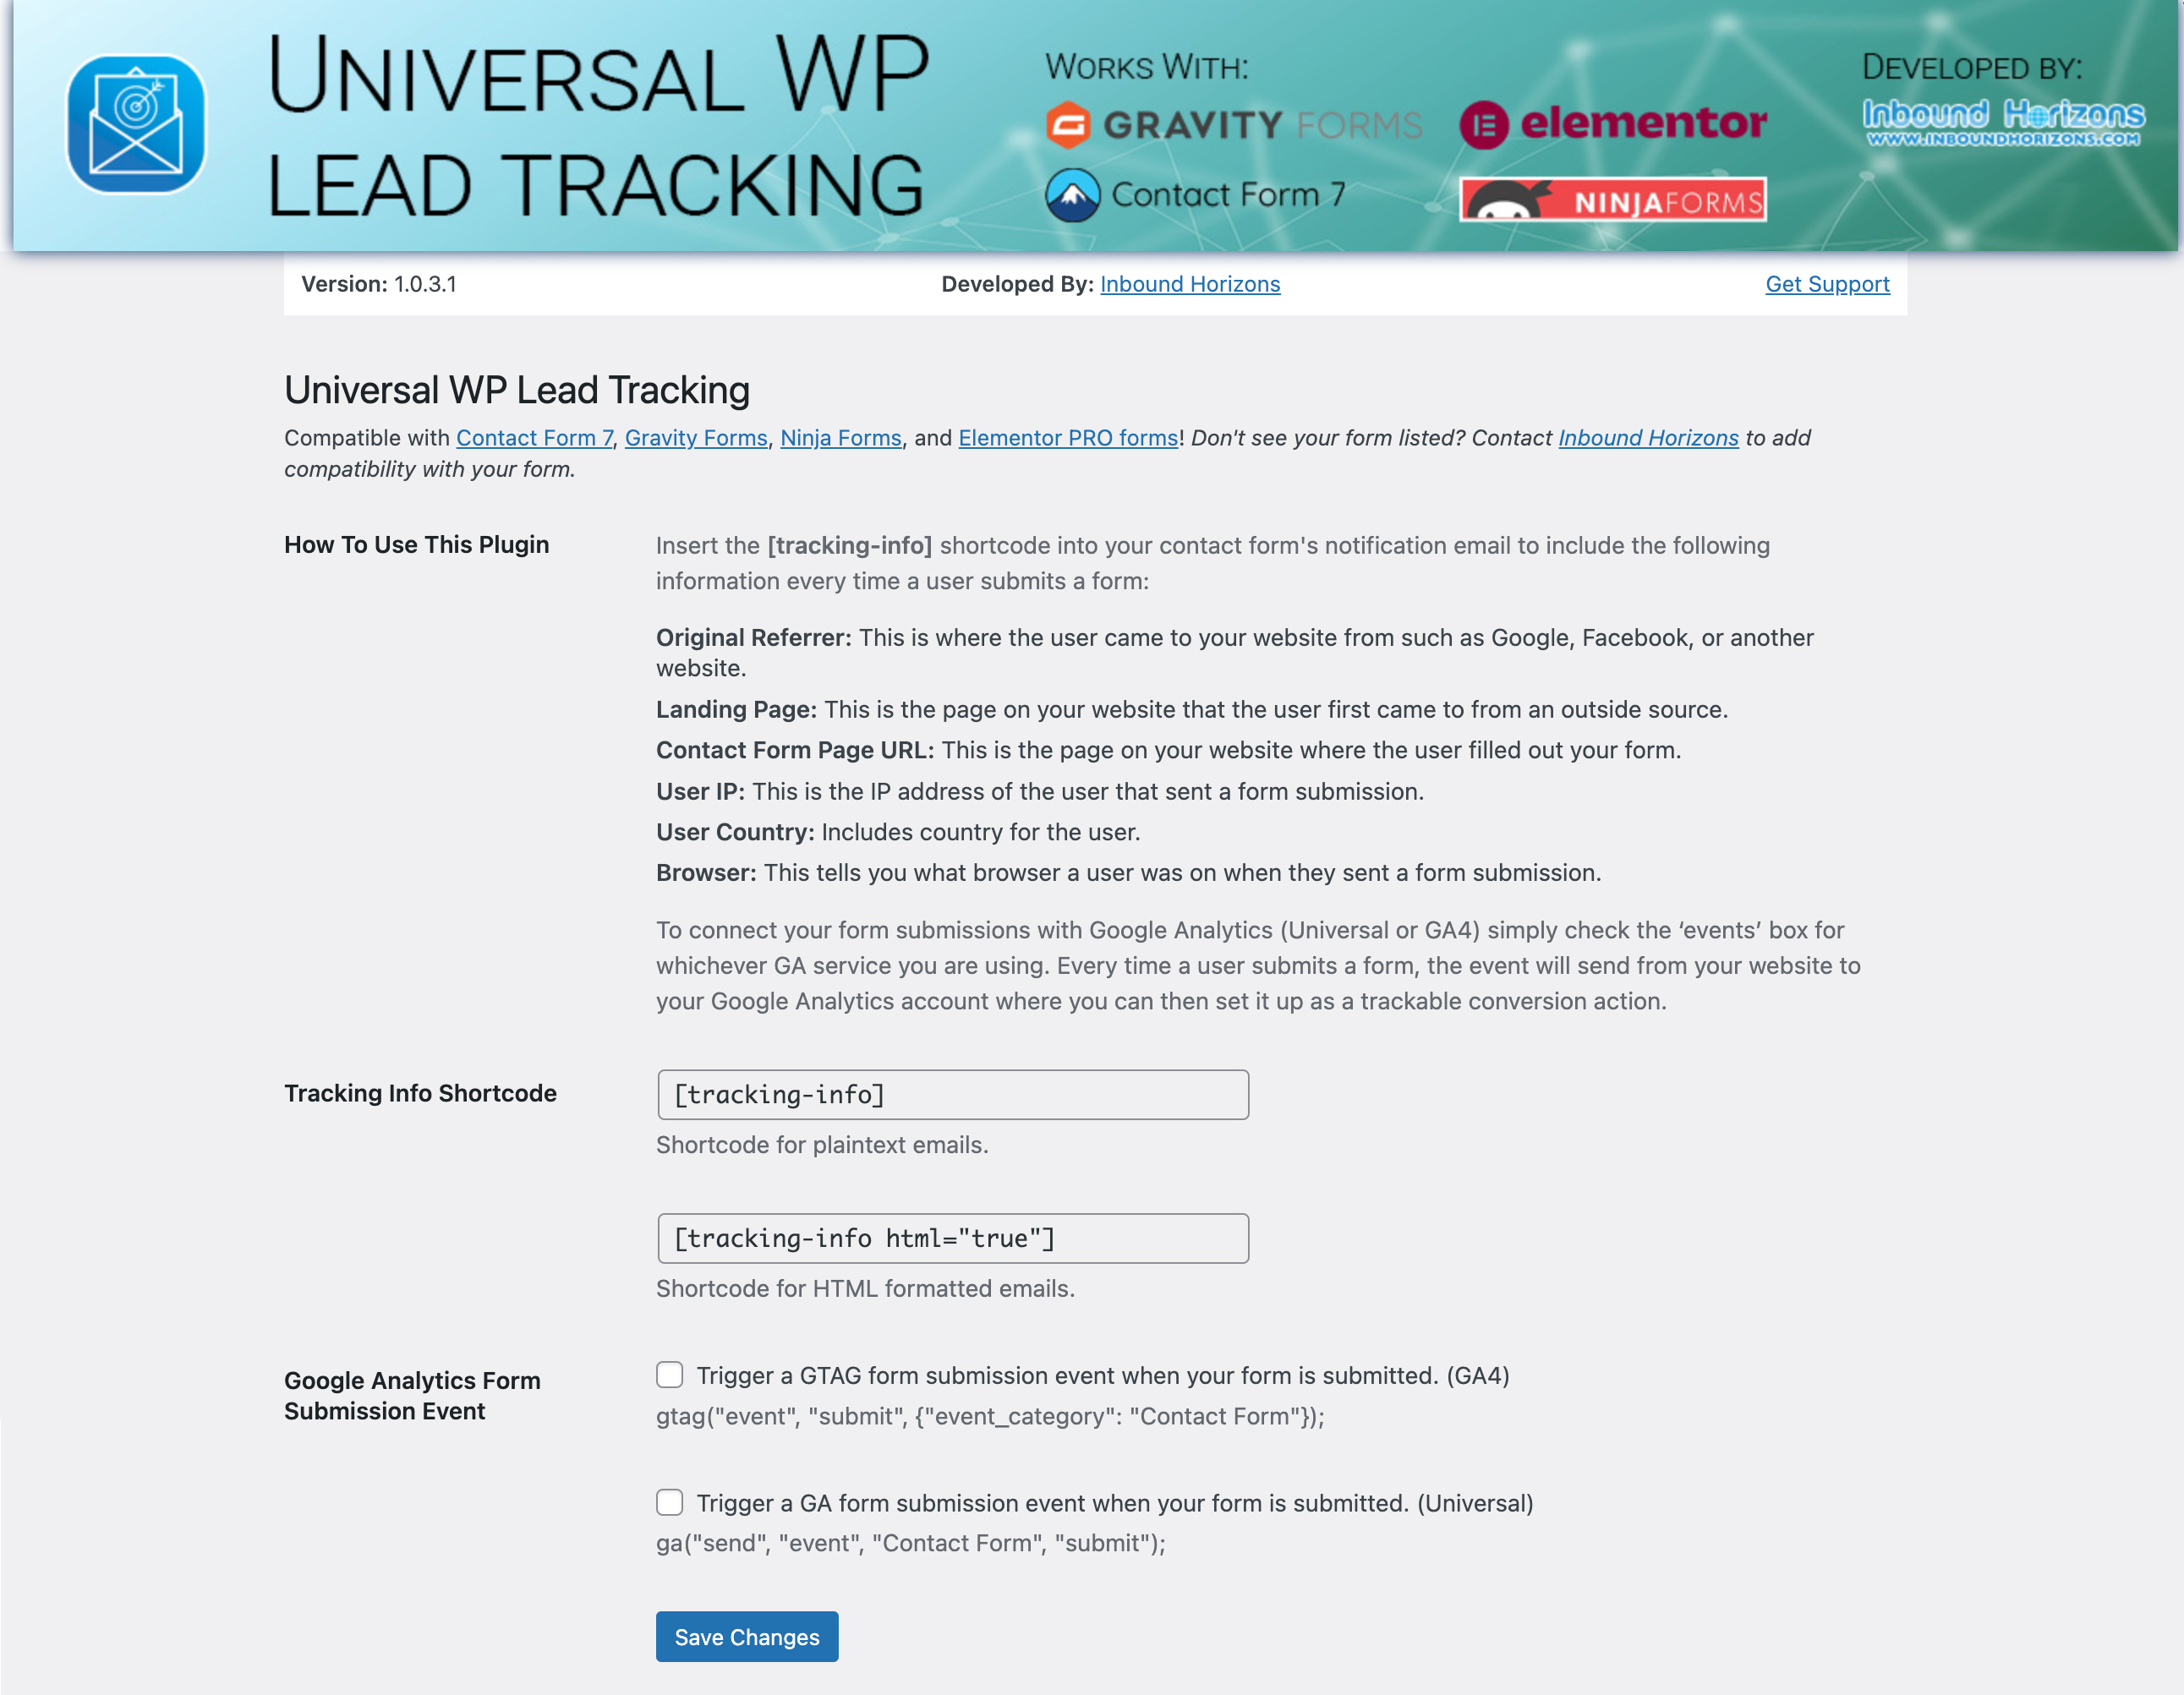 UNIVERSAL WP
LEAD TRACKING
WORKS WITH:
GRAVITY FORMS
elementor
Contact Form 7
NINJAFORMS
DEVELOPED BY:
Inbound Horizons
WWW.INBOUNDHORIZONS.COM
Version: 1.0.3.1
Developed By: Inbound Horizons
Get Support
Universal WP Lead Tracking
Compatible with Contact Form 7, Gravity Forms, Ninja Forms, and Elementor PRO forms! Don't see your form listed? Contact Inbound Horizons to add
compatibility with your form.
How To Use This Plugin
Insert the [tracking-info] shortcode into your contact form's notification email to include the following
information every time a user submits a form:
Original Referrer: This is where the user came to your website from such as Google, Facebook, or another
website.
Landing Page: This is the page on your website that the user first came to from an outside source.
Contact Form Page URL: This is the page on your website where the user filled out your form.
User IP: This is the IP address of the user that sent a form submission.
User Country: Includes country for the user.
Browser: This tells you what browser a user was on when they sent a form submission.
To connect your form submissions with Google Analytics (Universal or GA4) simply check the ‘events’ box for
whichever GA service you are using. Every time a user submits a form, the event will send from your website to
your Google Analytics account where you can then set it up as a trackable conversion action.
Tracking Info Shortcode
[tracking-info]
Shortcode for plaintext emails.
[tracking-info html="true"]
Shortcode for HTML formatted emails.
Google Analytics Form
Submission Event
Trigger a GTAG form submission event when your form is submitted. (GA4)
gtag("event", "submit", {"event_category": "Contact Form"});
Trigger a GA form submission event when your form is submitted. (Universal)
ga("send", "event", "Contact Form", "submit");
Save Changes